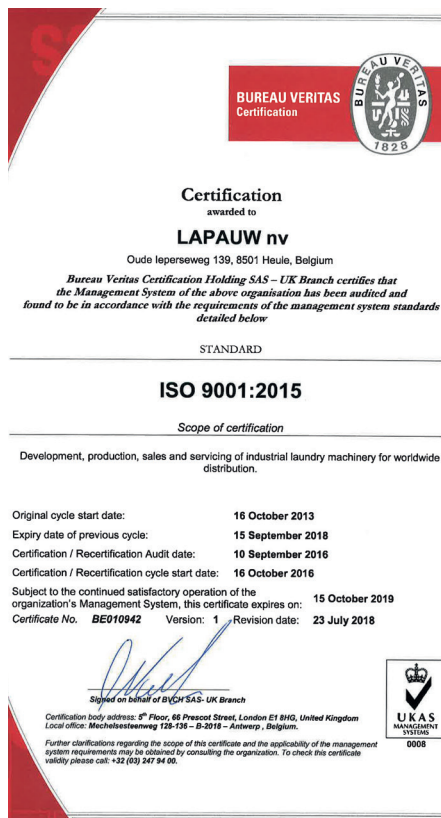 BUREAU VERITAS
Certification
BUREAU VERITAS
1828
Certification
awarded to
LAPAUW nv
Oude Ieperseweg 139, 8501 Heule, Belgium
Bureau Veritas Certification Holding SAS – UK Branch certifies that
the Management System of the above organisation has been audited and
found to be in accordance with the requirements of the management system standards
detailed below
STANDARD
ISO 9001:2015
Scope of certification
Development, production, sales and servicing of industrial laundry machinery for worldwide
distribution.
Original cycle start date: 16 October 2013
Expiry date of previous cycle: 15 September 2018
Certification / Recertification Audit date: 10 September 2016
Certification / Recertification cycle start date: 16 October 2016
Subject to the continued satisfactory operation of the
organization's Management System, this certificate expires on: 15 October 2019
Certificate No. BE010942 Version: 1 Revision date: 23 July 2018
Signed on behalf of BVCH SAS- UK Branch
Certification body address: 5th Floor, 66 Prescot Street, London E1 8HG, United Kingdom
Local office: Mechelsesteenweg 128-136 – B-2018 – Antwerp , Belgium.
Further clarifications regarding the scope of this certificate and the applicability of the management
system requirements may be obtained by consulting the organization. To check this certificate
validity please call: +32 (03) 247 94 00.
UKAS
MANAGEMENT
SYSTEMS
0008